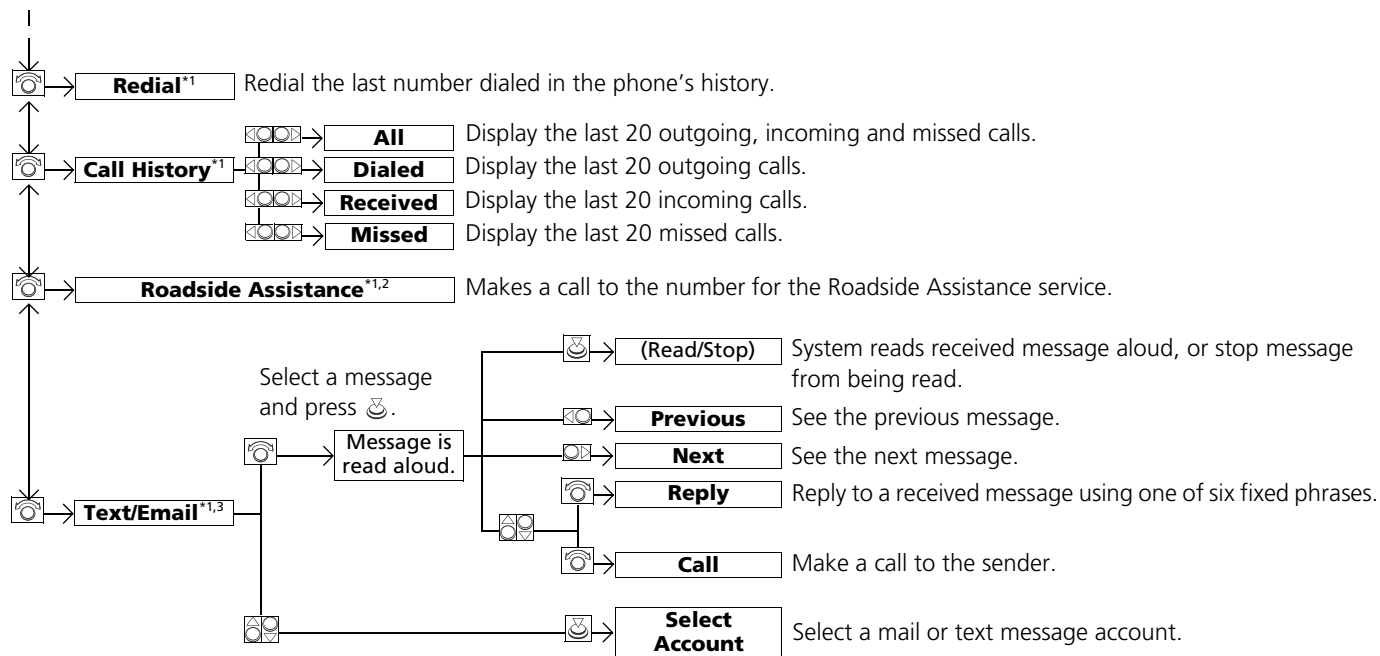 Redial*1 Redial the last number dialed in the phone's history.
All Display the last 20 outgoing, incoming and missed calls.
Call History*1 Dialed Display the last 20 outgoing calls.
Received Display the last 20 incoming calls.
Missed Display the last 20 missed calls.
Roadside Assistance*1,2 Makes a call to the number for the Roadside Assistance service.
(Read/Stop) System reads received message aloud, or stop message
from being read.
Select a message
and press .
Message is
read aloud.
Previous See the previous message.
Next See the next message.
Reply Reply to a received message using one of six fixed phrases.
Text/Email*1,3
Call Make a call to the sender.
Select
Account
Select a mail or text message account.